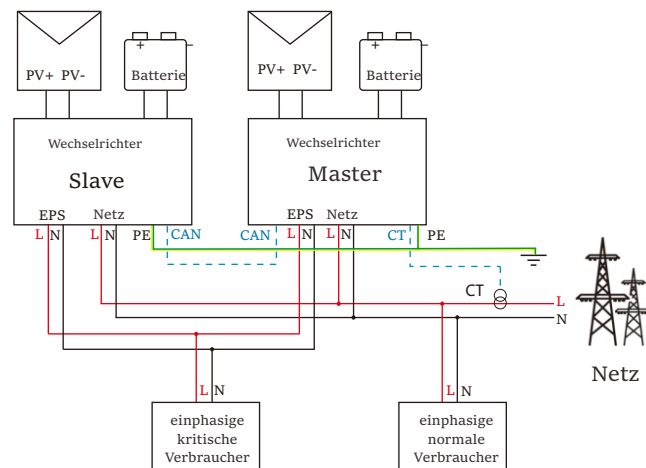 PV+ PV-
+ -
Batterie
PV+ PV-
+ -
Batterie
Wechselrichter
Slave
EPS Netz
Wechselrichter
Master
EPS Netz
L N L N PE CAN
CAN L N L N CT PE
CT
L
N
Netz
L N
L N
einphasige
kritische
Verbraucher
einphasige
normale
Verbraucher